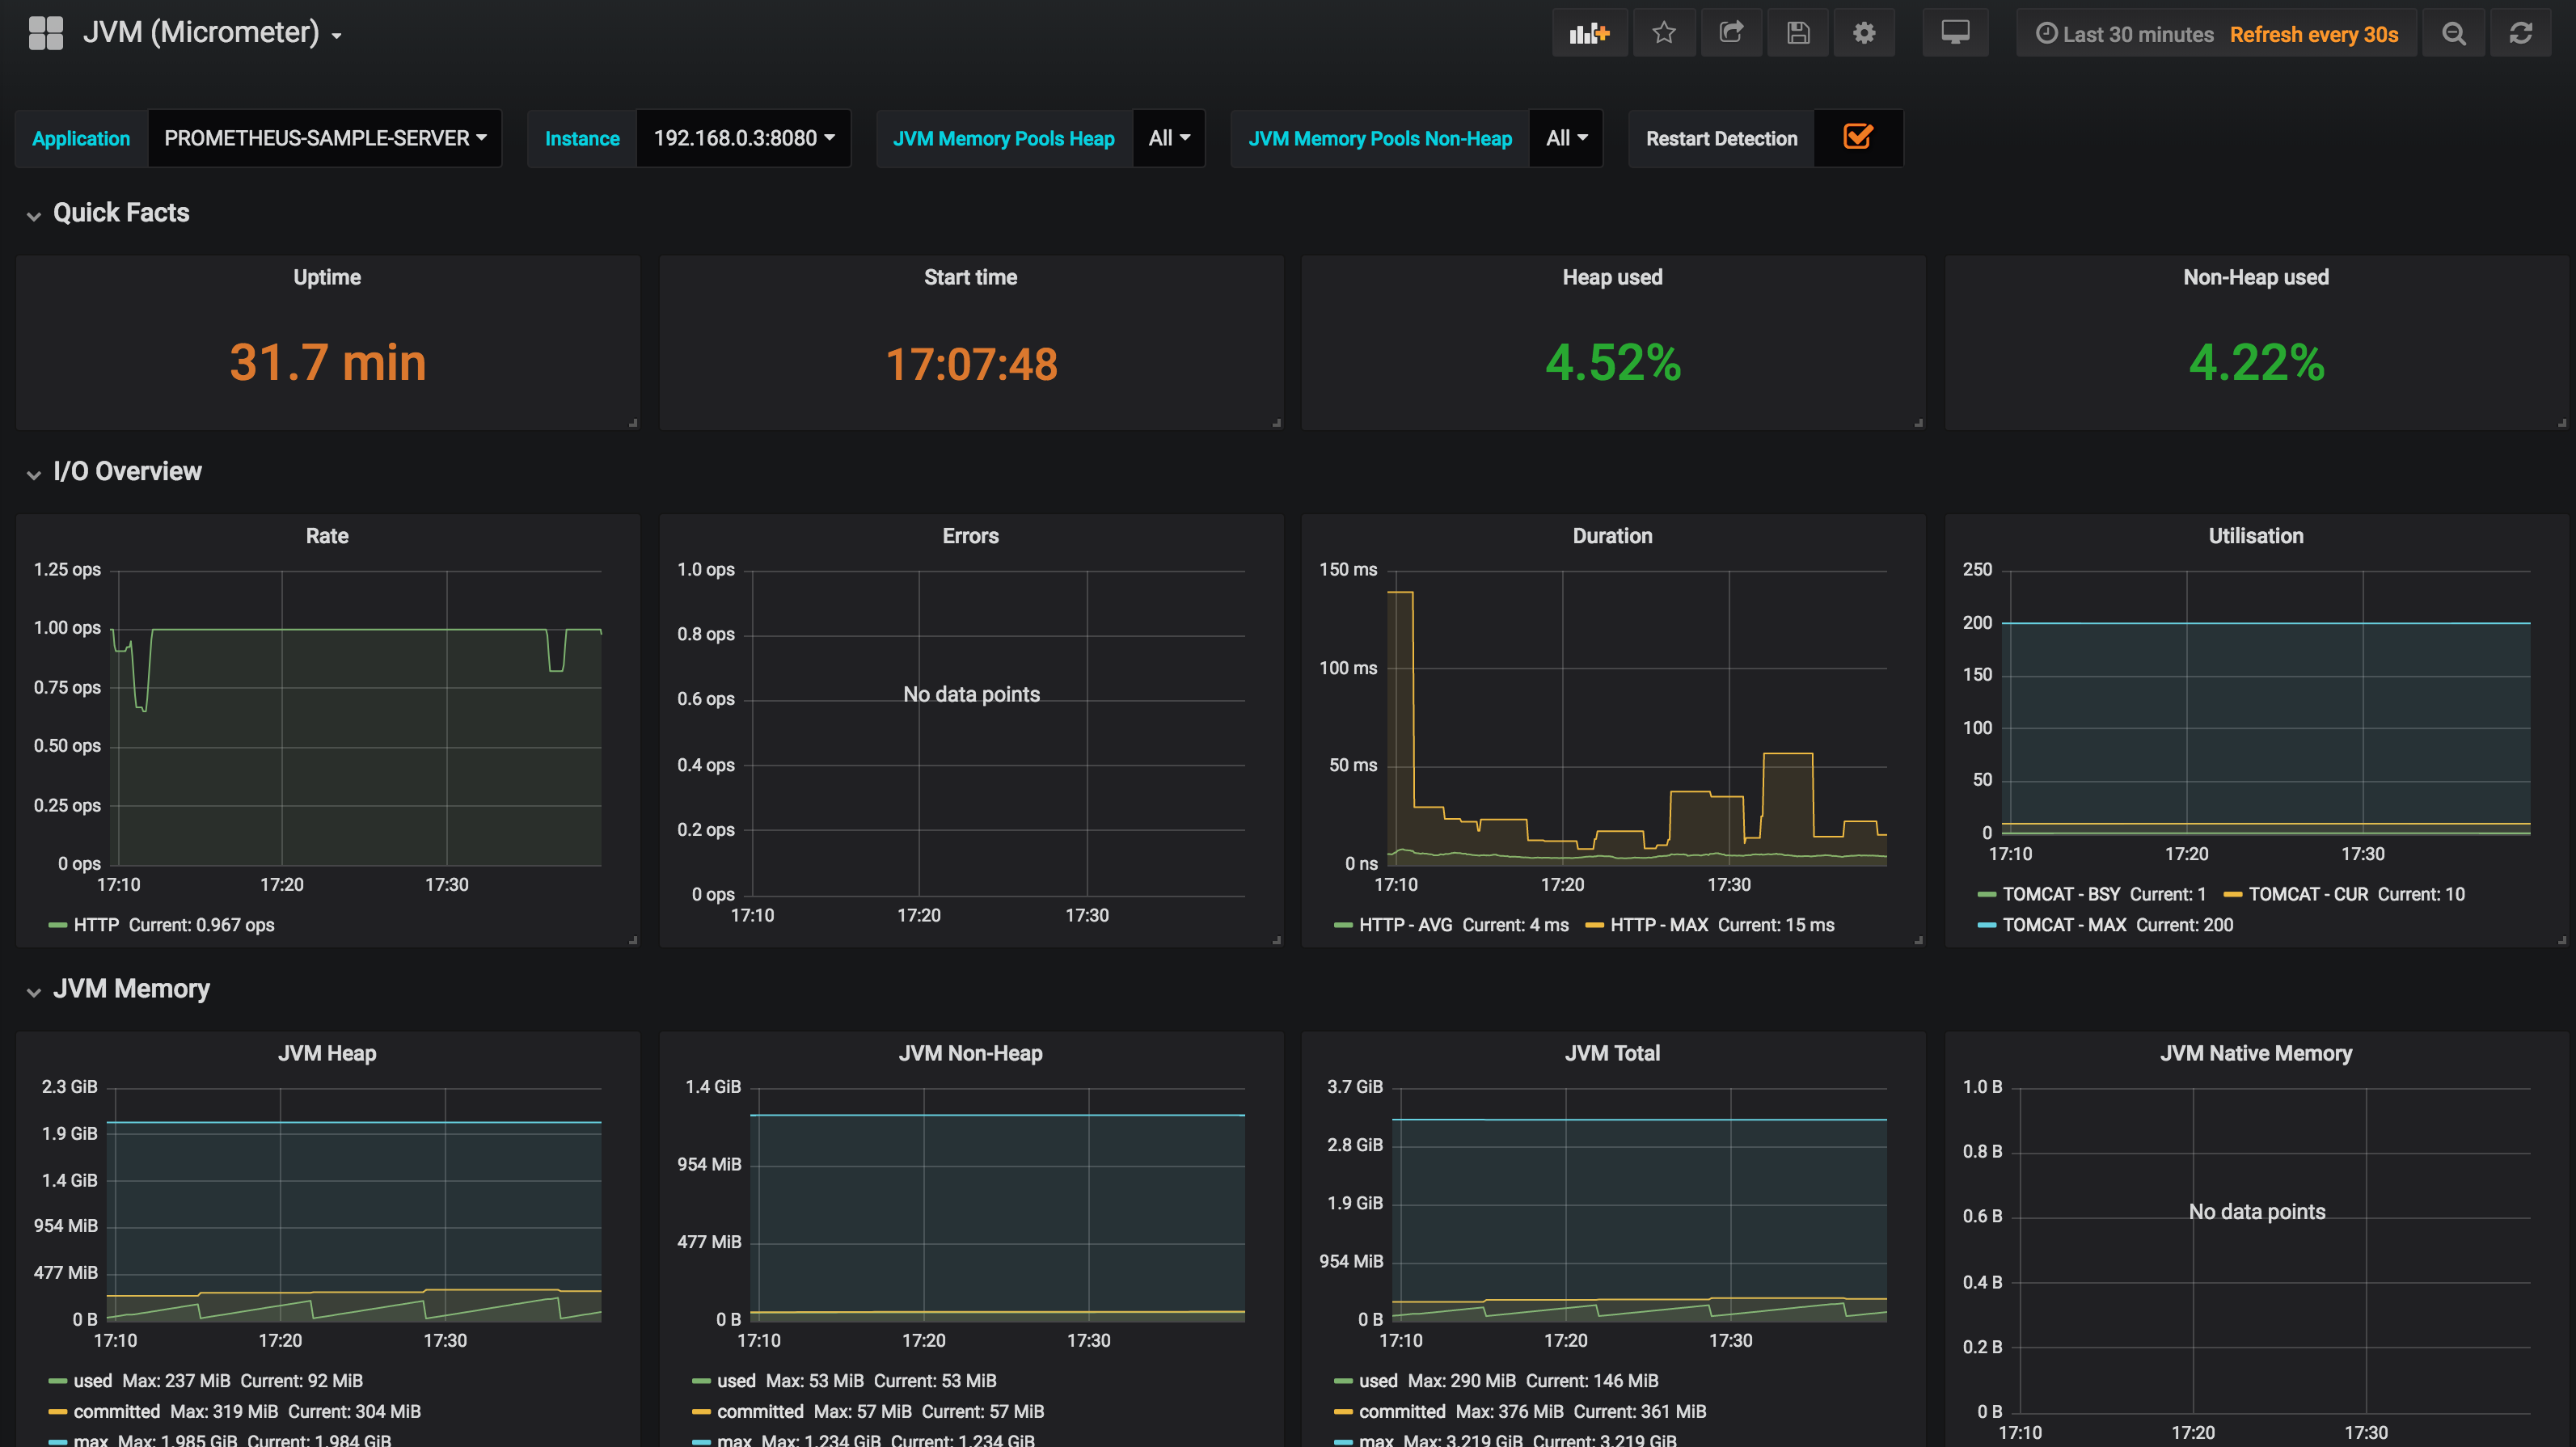 JVM (Micrometer)
Last 30 minutes Refresh every 30s
Application PROMETHEUS-SAMPLE-SERVER Instance 192.168.0.3:8080 JVM Memory Pools Heap All JVM Memory Pools Non-Heap All Restart Detection
Quick Facts
Uptime
31.7 min
Start time
17:07:48
Heap used
4.52%
Non-Heap used
4.22%
I/O Overview
Rate
1.25 ops
1.00 ops
0.75 ops
0.50 ops
0.25 ops
0 ops
17:10 17:20 17:30
HTTP Current: 0.967 ops
Errors
1.0 ops
0.8 ops
0.6 ops
0.4 ops
0.2 ops
0 ops
No data points
17:10 17:20 17:30
Duration
150 ms
100 ms
50 ms
0 ns
17:10 17:20 17:30
HTTP - AVG Current: 4 ms HTTP - MAX Current: 15 ms
Utilisation
250
200
150
100
50
0
17:10 17:20 17:30
TOMCAT - BSY Current: 1 TOMCAT - CUR Current: 10
TOMCAT - MAX Current: 200
JVM Memory
JVM Heap
2.3 GiB
1.9 GiB
1.4 GiB
954 MiB
477 MiB
0 B
17:10 17:20 17:30
used Max: 237 MiB Current: 92 MiB
committed Max: 319 MiB Current: 304 MiB
max Max: 1.985 GiB Current: 1.984 GiB
JVM Non-Heap
1.4 GiB
954 MiB
477 MiB
0 B
17:10 17:20 17:30
used Max: 53 MiB Current: 53 MiB
committed Max: 57 MiB Current: 57 MiB
max Max: 1.234 GiB Current: 1.234 GiB
JVM Total
3.7 GiB
2.8 GiB
1.9 GiB
954 MiB
0 B
17:10 17:20 17:30
used Max: 290 MiB Current: 146 MiB
committed Max: 376 MiB Current: 361 MiB
max Max: 3.219 GiB Current: 3.219 GiB
JVM Native Memory
1.0 B
0.8 B
0.6 B
0.4 B
0.2 B
0 B
No data points
17:10 17:20 17:30